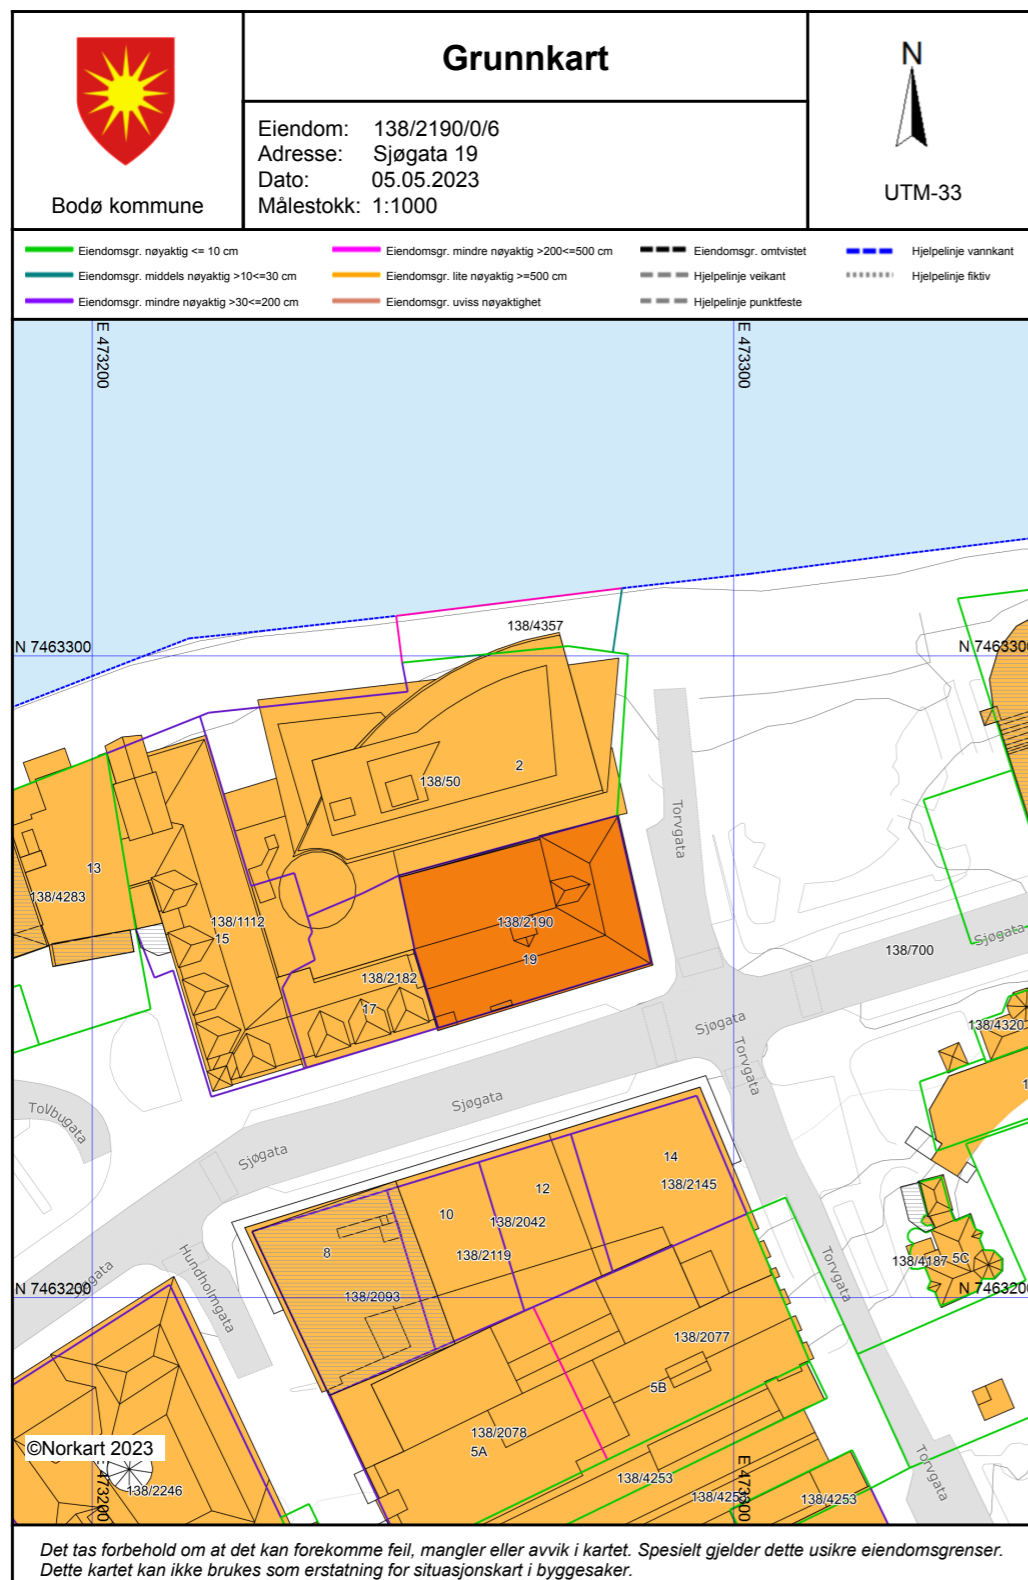 Grunnkart
Bodø kommune
Eiendom: 138/2190/0/6
Adresse: Sjøgata 19
Dato: 05.05.2023
Målestokk: 1:1000
N
UTM-33
Eiendomsgr. nøyaktig <= 10 cm
Eiendomsgr. middels nøyaktig >10<=30 cm
Eiendomsgr. mindre nøyaktig >30<=200 cm
Eiendomsgr. mindre nøyaktig >200<=500 cm
Eiendomsgr. lite nøyaktig >=500 cm
Eiendomsgr. uviss nøyaktighet
Eiendomsgr. omtvistet
Hjelpelinje veikant
Hjelpelinje punktfeste
Hjelpelinje vannkant
Hjelpelinje fiktiv
E 473200
E 473300
138/4357
N 7463300
N 7463300
2
138/50
Torvgata
13
138/4283
138/1112
15
138/2190
19
138/2182
17
Sjøgata
138/700
Sjøgata
138/4320
Torvgata
Tollbugata
Sjøgata
Sjøgata
14
138/2145
12
10
138/2042
138/2119
8
138/2093
Hundholmgata
Sjøgata
Torvgata
138/4187
5C
N 7463200
N 7463200
138/2077
5B
138/2078
5A
138/4253
138/4253
Torvgata
©Norkart 2023
138/2246
E 473300
Det tas forbehold om at det kan forekomme feil, mangler eller avvik i kartet. Spesielt gjelder dette usikre eiendomsgrenser.
Dette kartet kan ikke brukes som erstatning for situasjonskart i byggesaker.